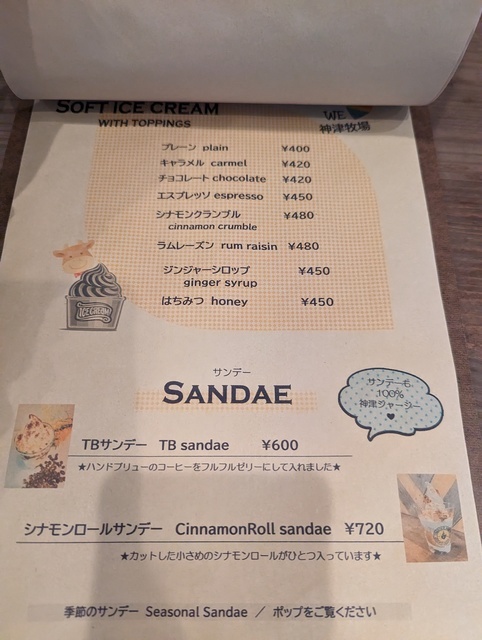 SOFT ICE CREAM
WITH TOPPINGS
WE
神津牧場
プレーン plain ¥400
キャラメル carmel ¥420
チョコレート chocolate ¥420
エスプレッソ espresso ¥450
シナモンクランブル ¥480
cinnamon crumble
ラムレーズン rum raisin ¥480
ジンジャーシロップ ¥450
ginger syrup
はちみつ honey ¥450
ICE CREAM
サンデー
SANDAE
サンデーも
100%
神津ジャージー
TBサンデー TB sandae ¥600
★ハンドブリューのコーヒーをフルフルゼリーにして入れました★
シナモンロールサンデー CinnamonRoll sandae ¥720
★カットした小さめのシナモンロールがひとつ入っています★
季節のサンデー Seasonal Sandae ／ ポップをご覧ください